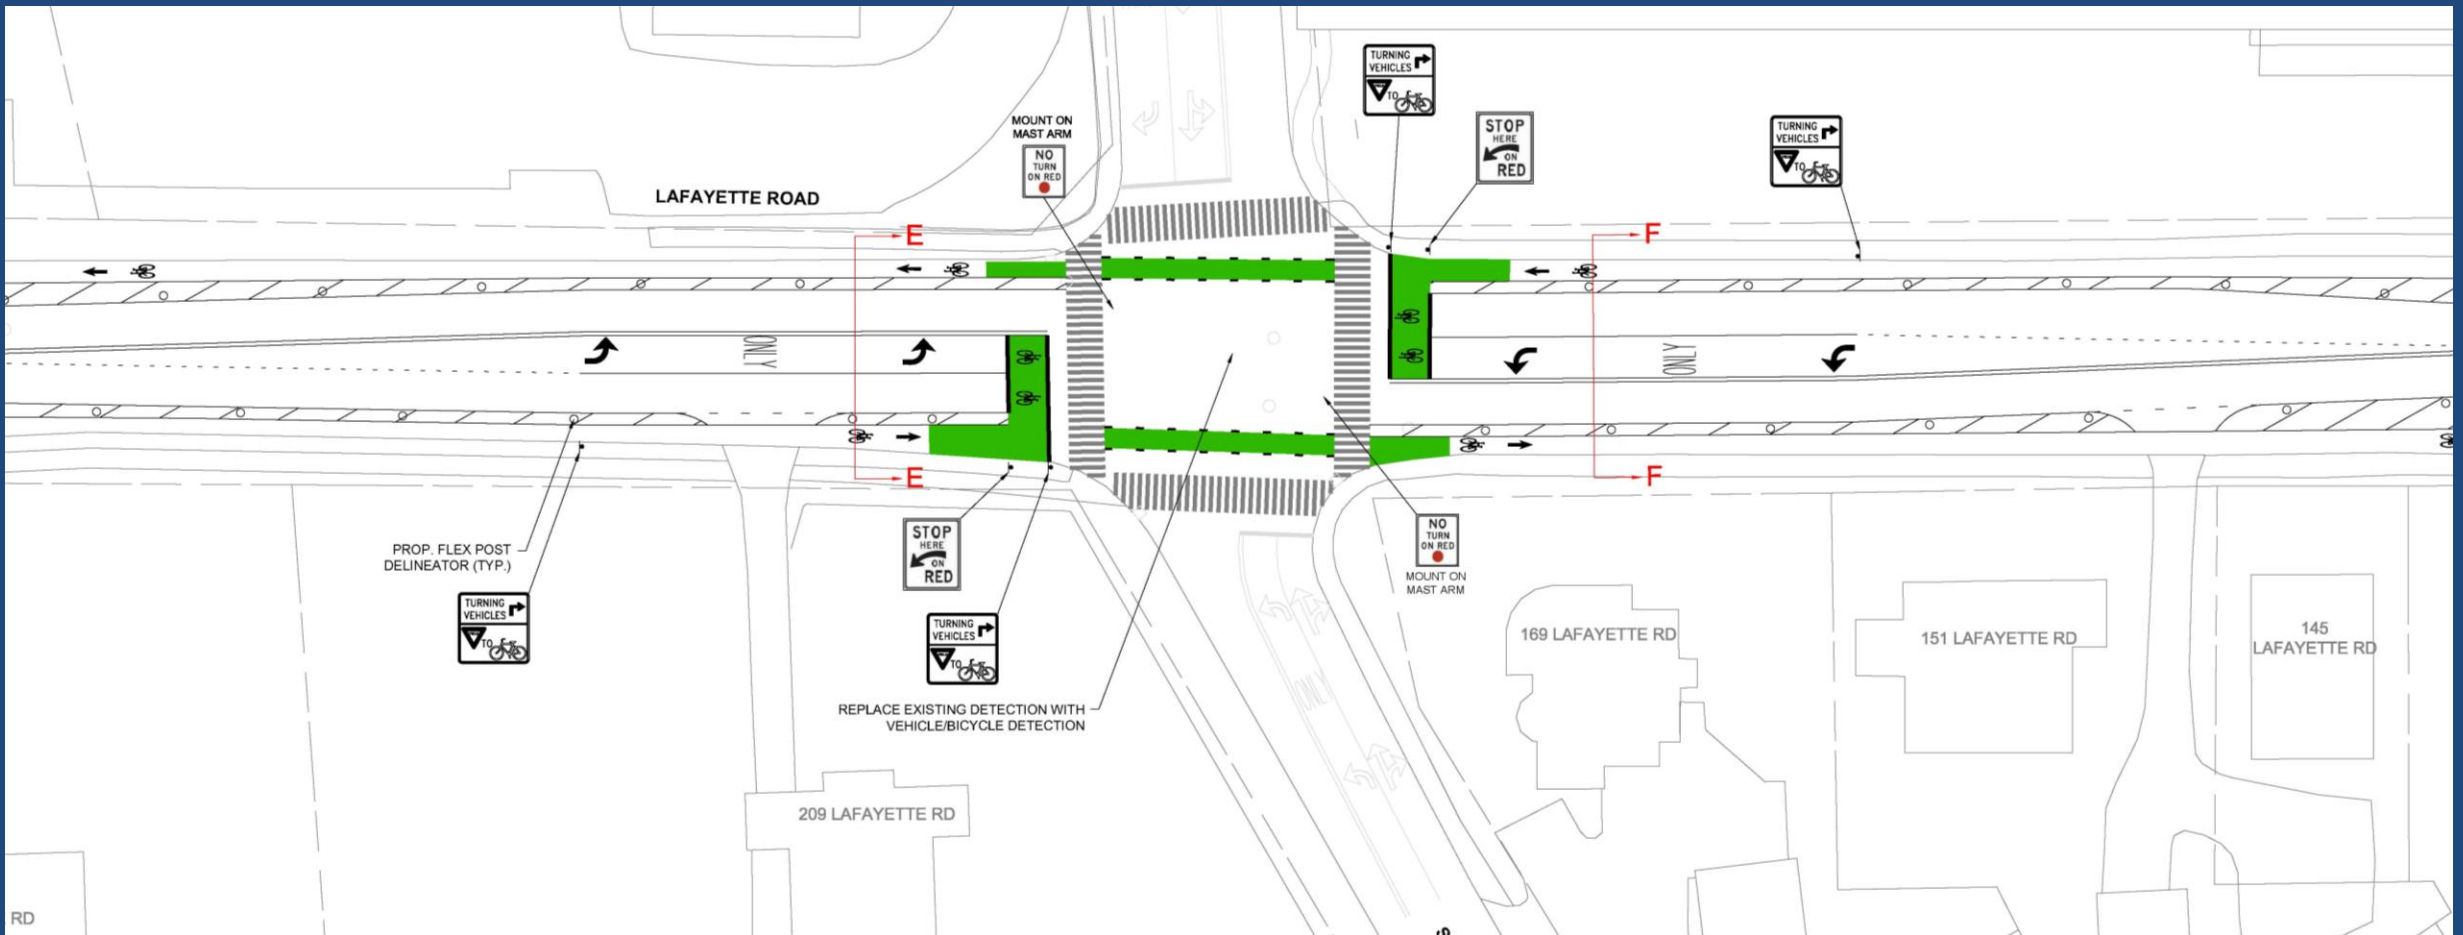 TURNING
VEHICLES
TO
MOUNT ON
MAST ARM
NO
TURN
ON RED
STOP
HERE
ON
RED
TURNING
VEHICLES
TO
LAFAYETTE ROAD
E
F
ONLY
ONLY
E
F
PROP. FLEX POST
DELINEATOR (TYP.)
STOP
HERE
ON
RED
NO
TURN
ON RED
MOUNT ON
MAST ARM
TURNING
VEHICLES
TO
TURNING
VEHICLES
TO
169 LAFAYETTE RD
151 LAFAYETTE RD
145
LAFAYETTE RD
ONLY
REPLACE EXISTING DETECTION WITH
VEHICLE/BICYCLE DETECTION
209 LAFAYETTE RD
RD